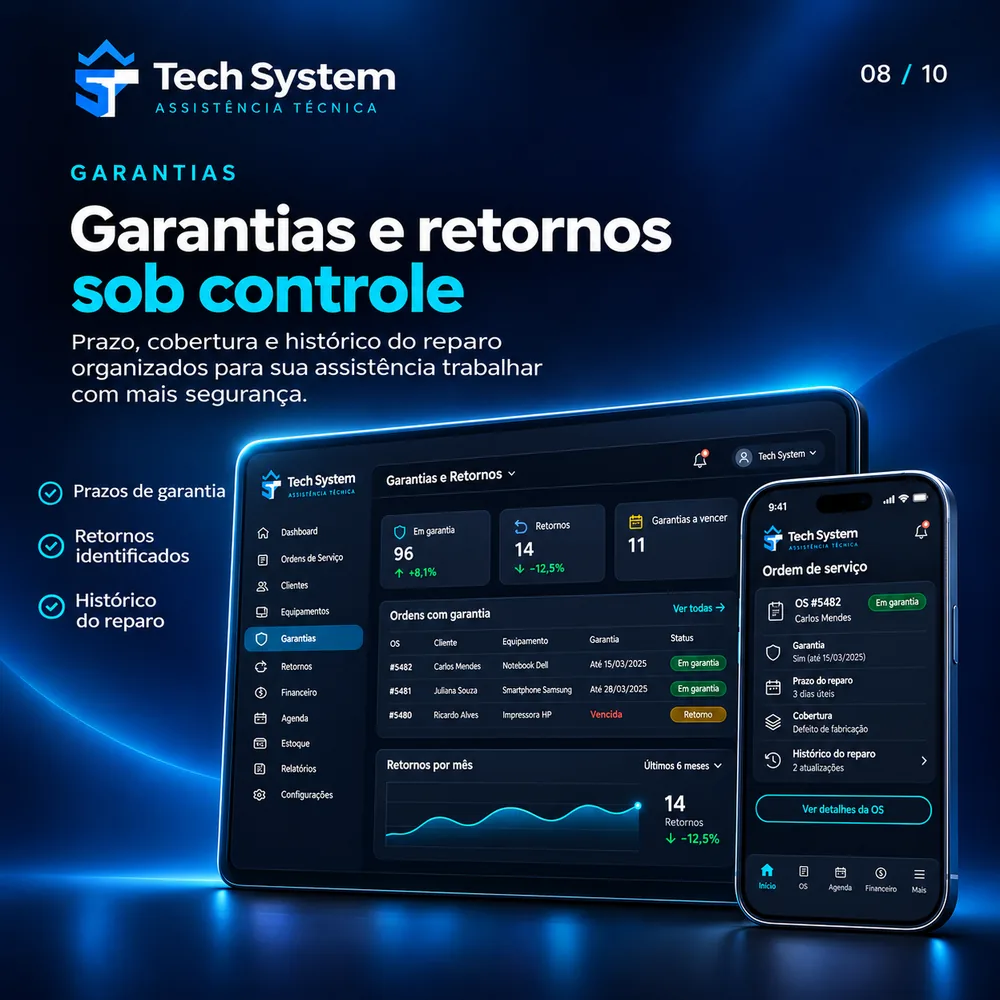 Tech System
ASSISTÊNCIA TÉCNICA
08 / 10
GARANTIAS
Garantias e retornos
sob controle
Prazo, cobertura e histórico do reparo
organizados para sua assistência trabalhar
com mais segurança.
Prazos de garantia
Retornos
identificados
Histórico
do reparo
Tech System
ASSISTÊNCIA TÉCNICA
Dashboard
Ordens de Serviço
Clientes
Equipamentos
Garantias
Retornos
Financeiro
Agenda
Estoque
Relatórios
Configurações
Garantias e Retornos
Tech System
Em garantia
96
+8,1%
Retornos
14
-12,5%
Garantias a vencer
11
Ordens com garantia
Ver todas →
OS Cliente Equipamento Garantia Status
#5482 Carlos Mendes Notebook Dell Até 15/03/2025 Em garantia
#5481 Juliana Souza Smartphone Samsung Até 28/03/2025 Em garantia
#5480 Ricardo Alves Impressora HP Vencida Retorno
Retornos por mês
Últimos 6 meses
14
Retornos
-12,5%
9:41
Tech System
ASSISTÊNCIA TÉCNICA
Ordem de serviço
OS #5482
Em garantia
Carlos Mendes
Garantia
Sim (até 15/03/2025)
Prazo do reparo
3 dias úteis
Cobertura
Defeito de fabricação
Histórico do reparo
2 atualizações
Ver detalhes da OS
Início
OS
Agenda
Financeiro
Mais